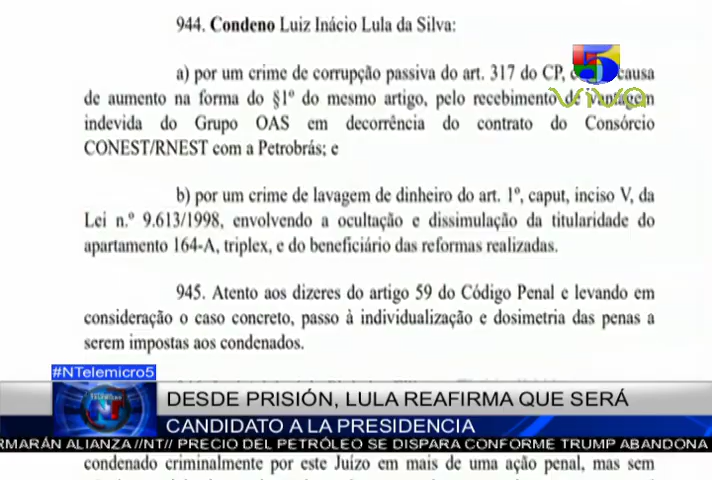 944. Condeno Luiz Inácio Lula da Silva:
a) por um crime de corrupção passiva do art. 317 do CP, causa
de aumento na forma do §1º do mesmo artigo, pelo recebimento de vantagem
indevida do Grupo OAS em decorrência do contrato do Consórcio
CONEST/RNEST com a Petrobrás; e
b) por um crime de lavagem de dinheiro do art. 1º, caput, inciso V, da
Lei n.º 9.613/1998, envolvendo a ocultação e dissimulação da titularidade do
apartamento 164-A, triplex, e do beneficiário das reformas realizadas.
945. Atento aos dizeres do artigo 59 do Código Penal e levando em
consideração o caso concreto, passo à individualização e dosimetria das penas a
serem impostas aos condenados.
5
Viva
#NTelemicro5
NT
DESDE PRISIÓN, LULA REAFIRMA QUE SERÁ
CANDIDATO A LA PRESIDENCIA
RMARÁN ALIANZA //NT// PRECIO DEL PETRÓLEO SE DISPARA CONFORME TRUMP ABANDONA
condenado criminalmente por este Juízo em mais de uma ação penal, mas sem